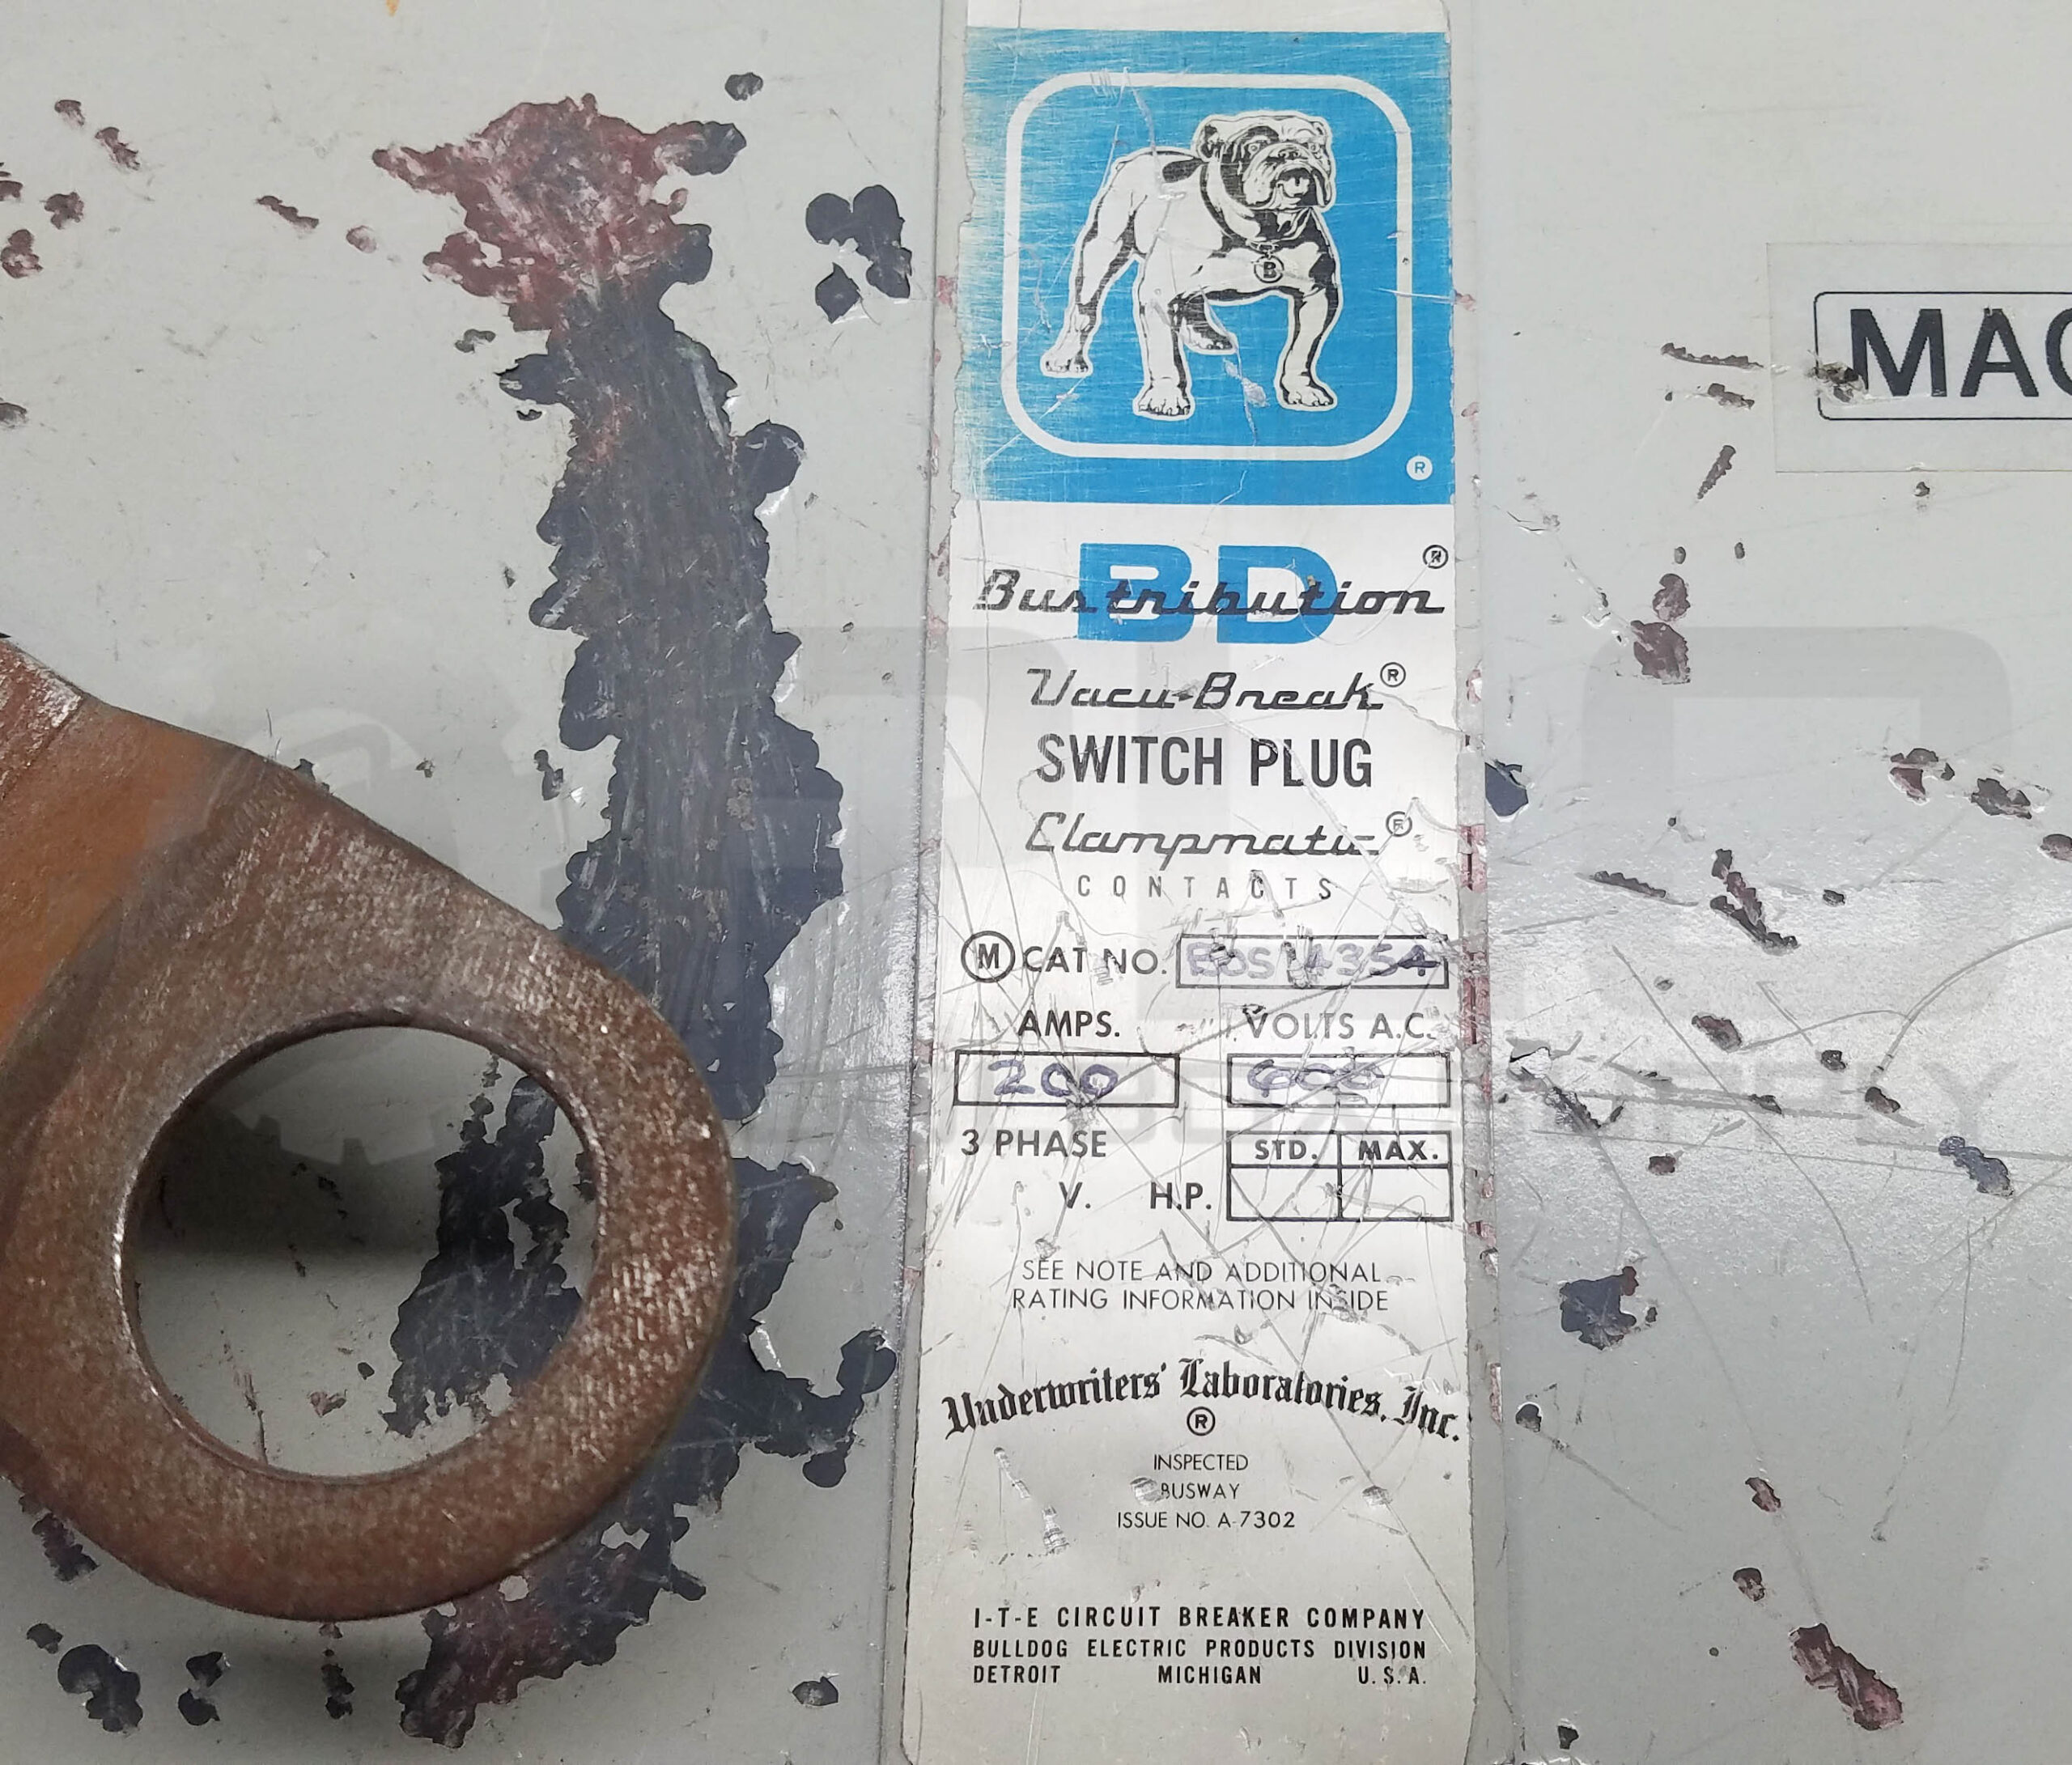 B
®
BD
Bustribution ®
Vacu-Break ®
SWITCH PLUG
Clampmatic ®
CONTACTS
M CAT NO. BOS14354
AMPS. VOLTS A.C.
200 600
3 PHASE STD. MAX.
V. H.P.
SEE NOTE AND ADDITIONAL
RATING INFORMATION INSIDE
Underwriters' Laboratories, Inc.
®
INSPECTED
BUSWAY
ISSUE NO. A-7302
I-T-E CIRCUIT BREAKER COMPANY
BULLDOG ELECTRIC PRODUCTS DIVISION
DETROIT MICHIGAN U.S.A.
MAC